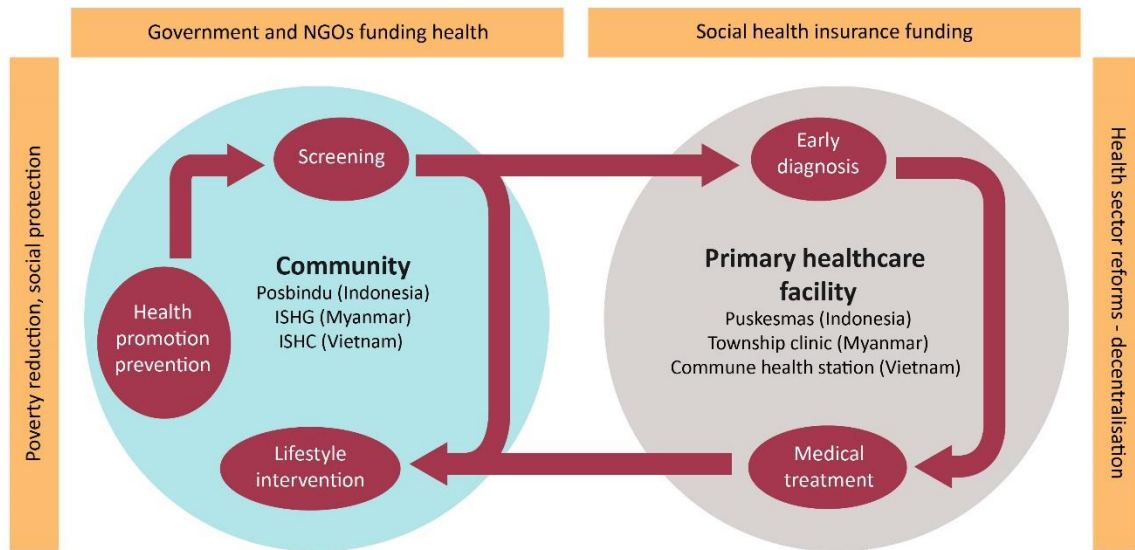 Government and NGOs funding health
Social health insurance funding
Poverty reduction, social protection
Health sector reforms - decentralisation
Screening
Early
diagnosis
Community
Posbindu (Indonesia)
ISHG (Myanmar)
ISHC (Vietnam)
Health
promotion
prevention
Primary healthcare
facility
Puskesmas (Indonesia)
Township clinic (Myanmar)
Commune health station (Vietnam)
Lifestyle
intervention
Medical
treatment